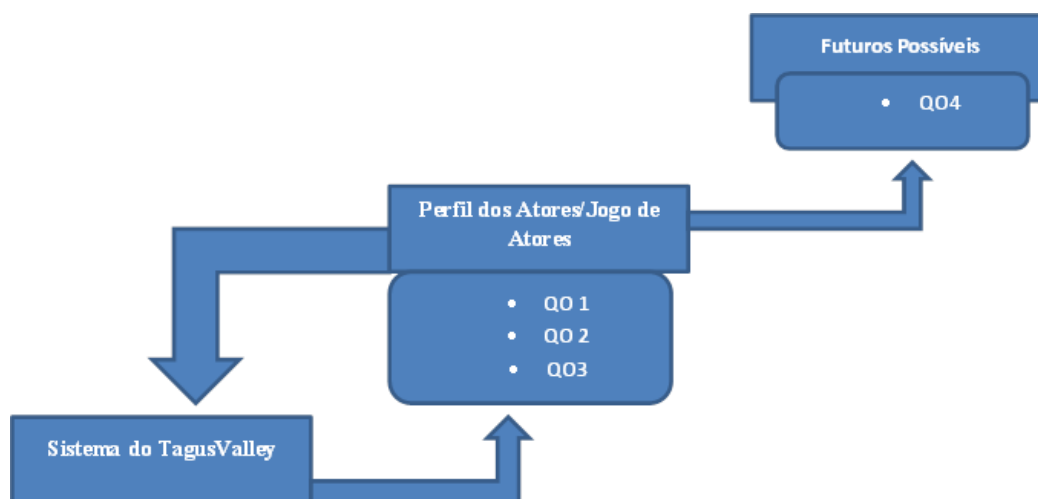 Futuros Possíveis
• QO4
Perfil dos Atores/Jogo de
Atores
• QO 1
• QO 2
• QO3
Sistema do TagusValley